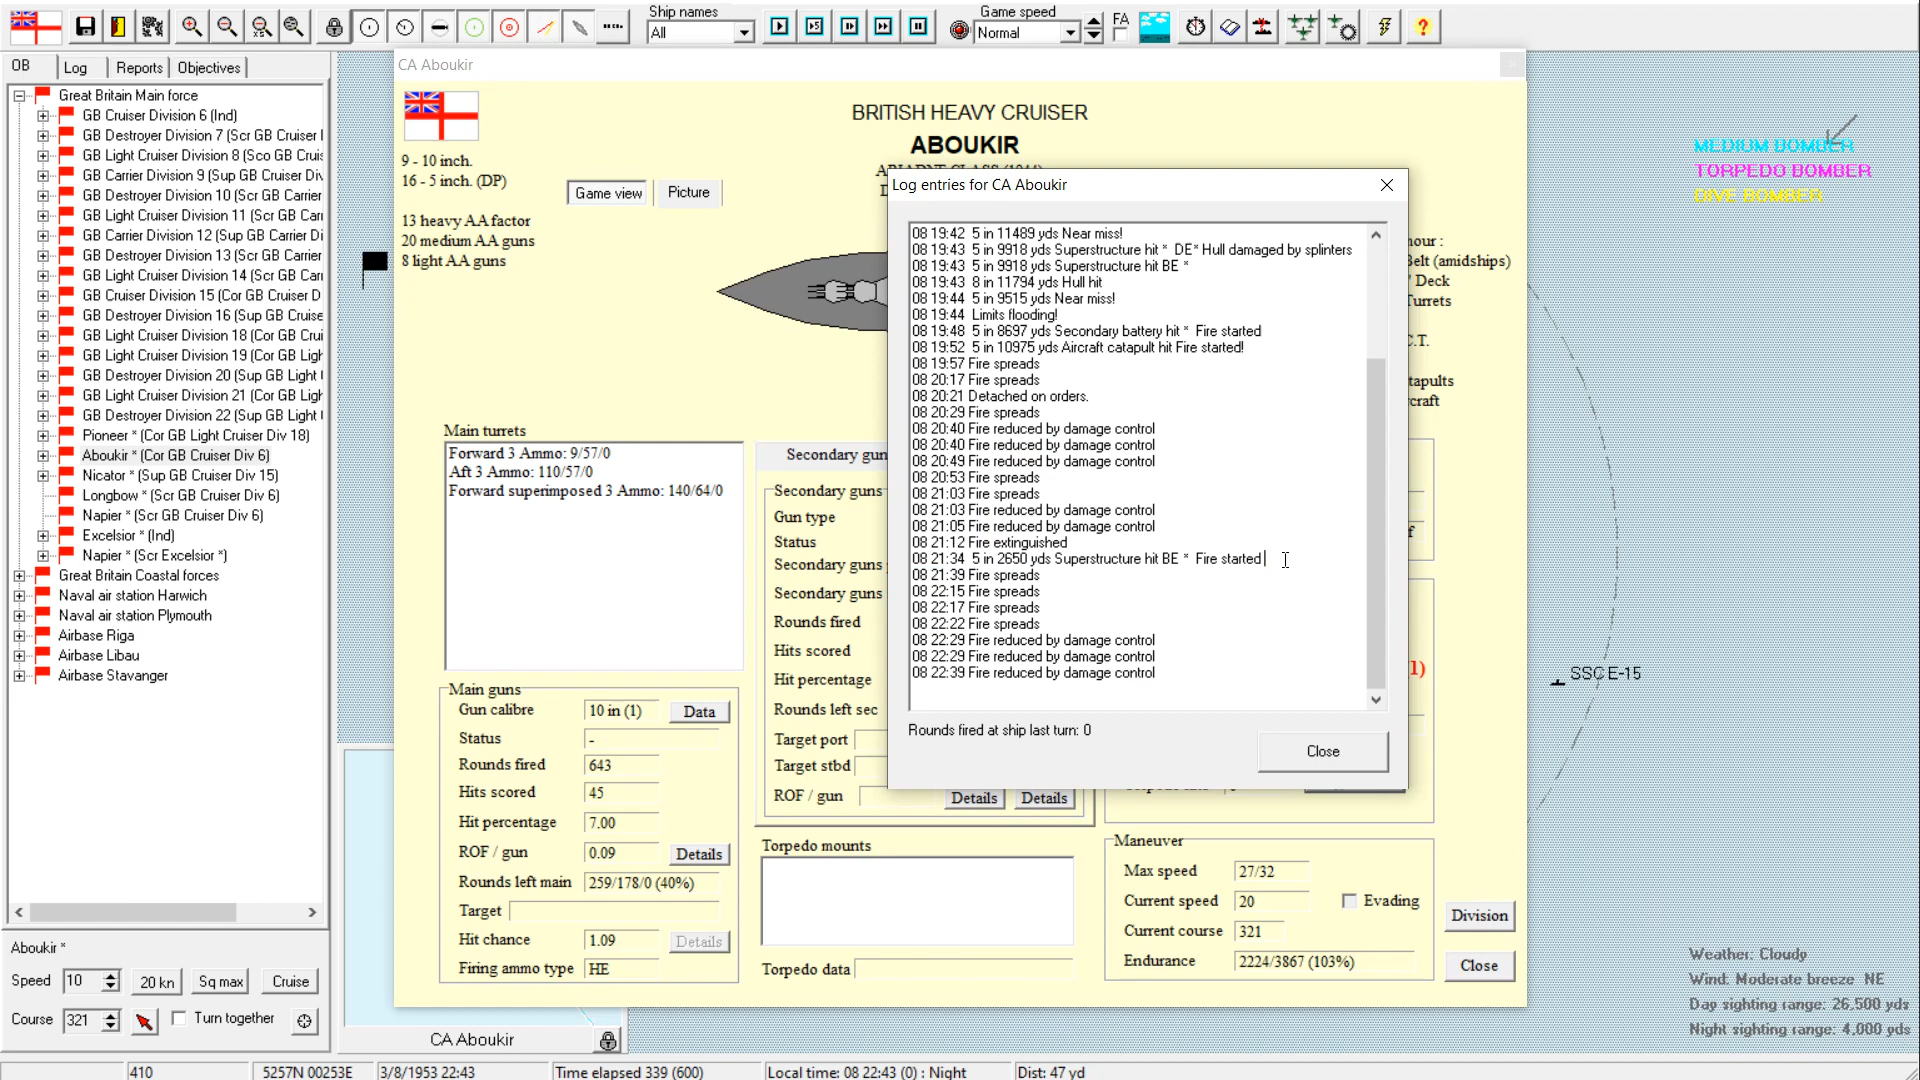 Ship names
All
Game speed
Normal
FA
OB
Log
Reports
Objectives
Great Britain Main force
GB Cruiser Division 6 (Ind)
GB Destroyer Division 7 (Scr GB Cruiser
GB Light Cruiser Division 8 (Sco GB Cruis
GB Carrier Division 9 (Sup GB Cruiser Div
GB Destroyer Division 10 (Scr GB Carrier
GB Light Cruiser Division 11 (Scr GB Carr
GB Carrier Division 12 (Sup GB Carrier Di
GB Destroyer Division 13 (Scr GB Carrier
GB Light Cruiser Division 14 (Scr GB Carr
GB Cruiser Division 15 (Cor GB Cruiser D
GB Destroyer Division 16 (Sup GB Cruise
GB Light Cruiser Division 18 (Cor GB Crui
GB Light Cruiser Division 19 (Cor GB Ligh
GB Destroyer Division 20 (Sup GB Light
GB Light Cruiser Division 21 (Cor GB Ligh
GB Destroyer Division 22 (Sup GB Light
Pioneer * (Cor GB Light Cruiser Div 18)
Aboukir * (Cor GB Cruiser Div 6)
Nicator * (Sup GB Cruiser Div 15)
Longbow * (Scr GB Cruiser Div 6)
Napier * (Scr GB Cruiser Div 6)
Excelsior * (Ind)
Napier * (Scr Excelsior *)
Great Britain Coastal forces
Naval air station Harwich
Naval air station Plymouth
Airbase Riga
Airbase Libau
Airbase Stavanger
Aboukir *
Speed 10
20 kn
Sq max
Cruise
Course 321
Turn together
CA Aboukir
BRITISH HEAVY CRUISER
ABOUKIR
9 - 10 inch.
16 - 5 inch. (DP)
13 heavy AA factor
20 medium AA guns
8 light AA guns
Game view
Picture
Main turrets
Forward 3 Ammo: 9/57/0
Aft 3 Ammo: 110/57/0
Forward superimposed 3 Ammo: 140/64/0
Main guns
Gun calibre 10 in (1) Data
Status -
Rounds fired 643
Hits scored 45
Hit percentage 7.00
ROF / gun 0.09 Details
Rounds left main 259/178/0 (40%)
Target
Hit chance 1.09 Details
Firing ammo type HE
Secondary gun
Secondary guns
Gun type
Status
Secondary guns
Secondary guns
Rounds fired
Hits scored
Hit percentage
Rounds left sec
Target port
Target stbd
ROF / gun Details Details
Torpedo mounts
Torpedo data
Log entries for CA Aboukir
08 19:42 5 in 11489 yds Near miss!
08 19:43 5 in 9918 yds Superstructure hit * DE* Hull damaged by splinters
08 19:43 5 in 9918 yds Superstructure hit BE *
08 19:43 8 in 11794 yds Hull hit
08 19:44 5 in 9515 yds Near miss!
08 19:44 Limits flooding!
08 19:48 5 in 8697 yds Secondary battery hit * Fire started
08 19:52 5 in 10975 yds Aircraft catapult hit Fire started!
08 19:57 Fire spreads
08 20:17 Fire spreads
08 20:21 Detached on orders.
08 20:29 Fire spreads
08 20:40 Fire reduced by damage control
08 20:40 Fire reduced by damage control
08 20:49 Fire reduced by damage control
08 20:53 Fire spreads
08 21:03 Fire spreads
08 21:03 Fire reduced by damage control
08 21:05 Fire reduced by damage control
08 21:12 Fire extinguished
08 21:34 5 in 2650 yds Superstructure hit BE * Fire started
08 21:39 Fire spreads
08 22:15 Fire spreads
08 22:17 Fire spreads
08 22:22 Fire spreads
08 22:29 Fire reduced by damage control
08 22:29 Fire reduced by damage control
08 22:39 Fire reduced by damage control
Rounds fired at ship last turn: 0
Close
our :
Belt (amidships)
" Deck
Turrets
C.T.
tapults
craft
1)
Maneuver
Max speed 27/32
Current speed 20
Evading
Current course 321
Endurance 2224/3867 (103%)
Division
Close
MEDIUM BOMBER
TORPEDO BOMBER
DIVE BOMBER
SSC E-15
Weather: Cloudy
Wind: Moderate breeze NE
Day sighting range: 26,500 yds
Night sighting range: 4,000 yds
CA Aboukir
410
5257N 00253E
3/8/1953 22:43
Time elapsed 339 (600)
Local time: 08 22:43 (0) : Night
Dist: 47 yd